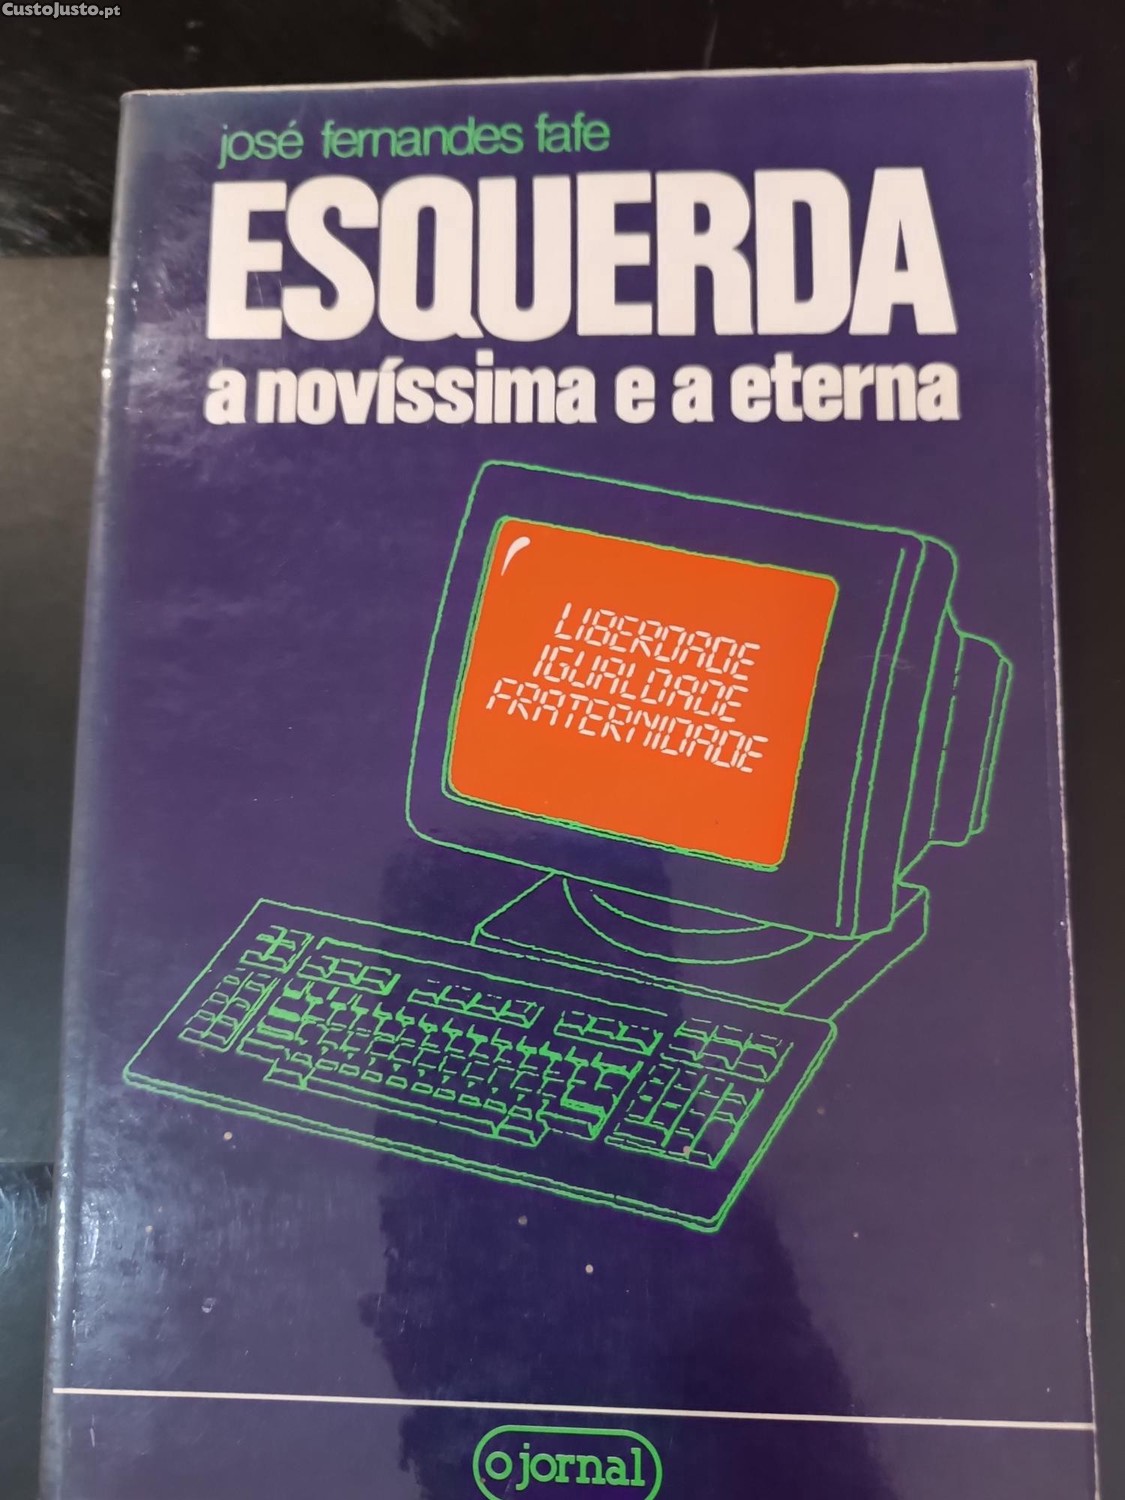 CustoJusto.pt
josé fernandes fafe
ESQUERDA
a novíssima e a eterna
LIBERDADE
IGUALDADE
FRATERNIDADE
o jornal